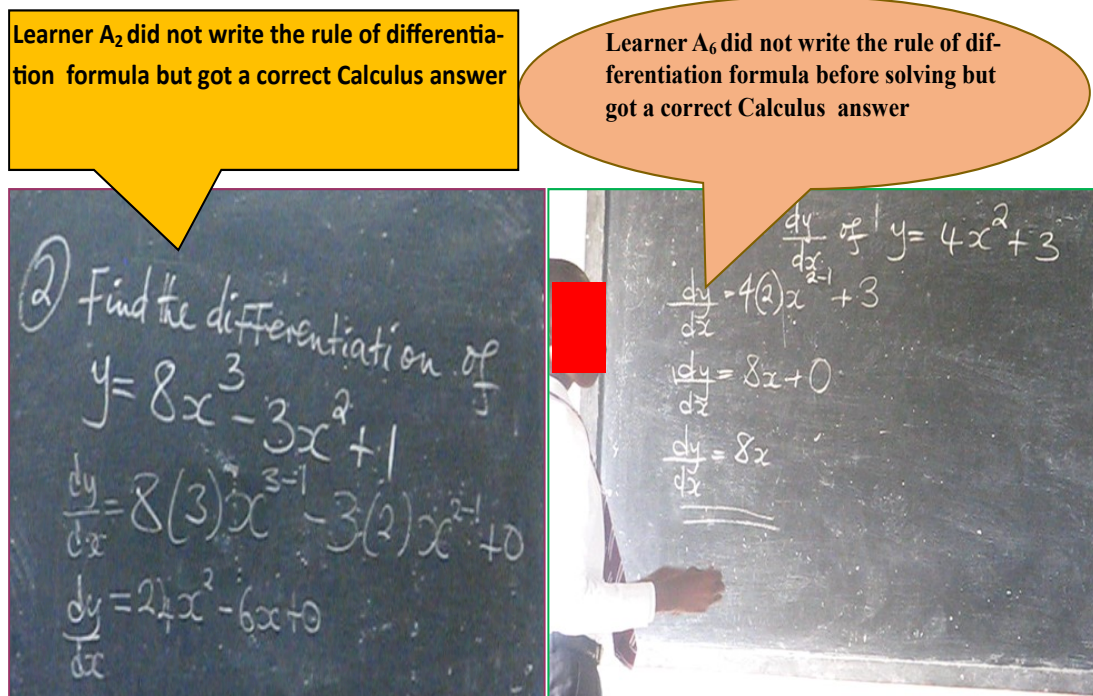 Learner A₂ did not write the rule of differentia-
tion formula but got a correct Calculus answer
Learner A₆ did not write the rule of dif-
ferentiation formula before solving but
got a correct Calculus answer
② Find the differentiation of
y = 8x³ - 3x² + 1
dy/dx = 8(3)x³⁻¹ - 3(2)x²⁻¹ + 0
dy/dx = 24x² - 6x + 0
dy/dx of y = 4x² + 3
dy/dx = 4(2)x²⁻¹ + 3
dy/dx = 8x + 0
dy/dx = 8x